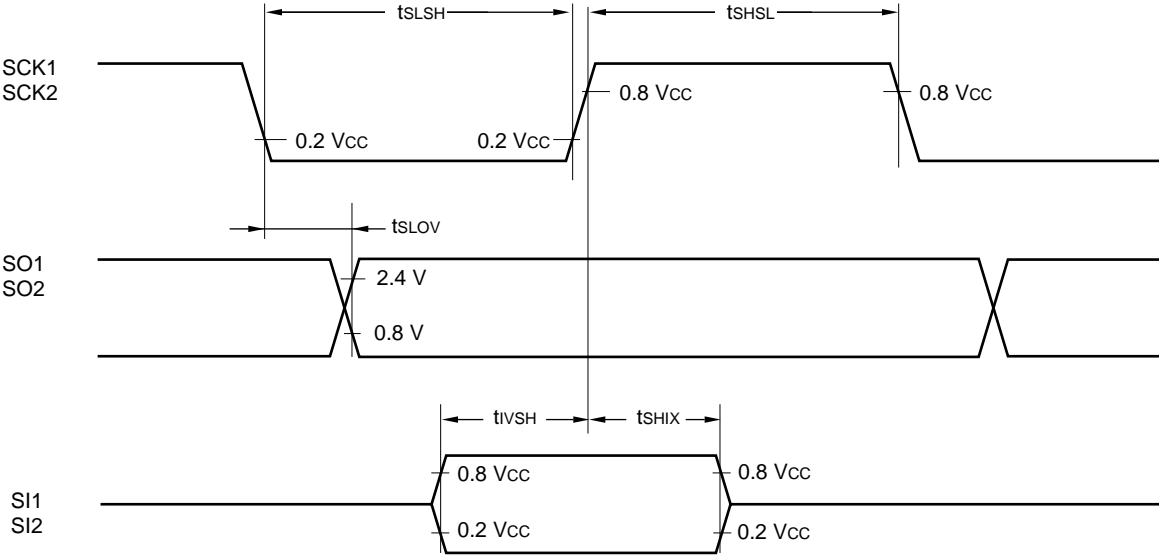 tSLSH
tSHSL
SCK1
SCK2
0.8 VCC
0.8 VCC
0.2 VCC
0.2 VCC
tSLOV
SO1
SO2
2.4 V
0.8 V
tIVSH
tSHIX
0.8 VCC
0.8 VCC
SI1
SI2
0.2 VCC
0.2 VCC